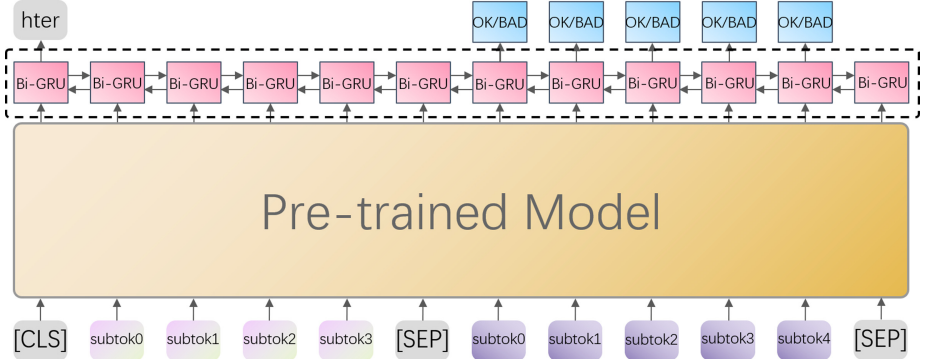 hter OK/BAD OK/BAD OK/BAD OK/BAD OK/BAD
Bi-GRU Bi-GRU Bi-GRU Bi-GRU Bi-GRU Bi-GRU Bi-GRU Bi-GRU Bi-GRU Bi-GRU Bi-GRU Bi-GRU
Pre-trained Model
[CLS] subtok0 subtok1 subtok2 subtok3 [SEP] subtok0 subtok1 subtok2 subtok3 subtok4 [SEP]